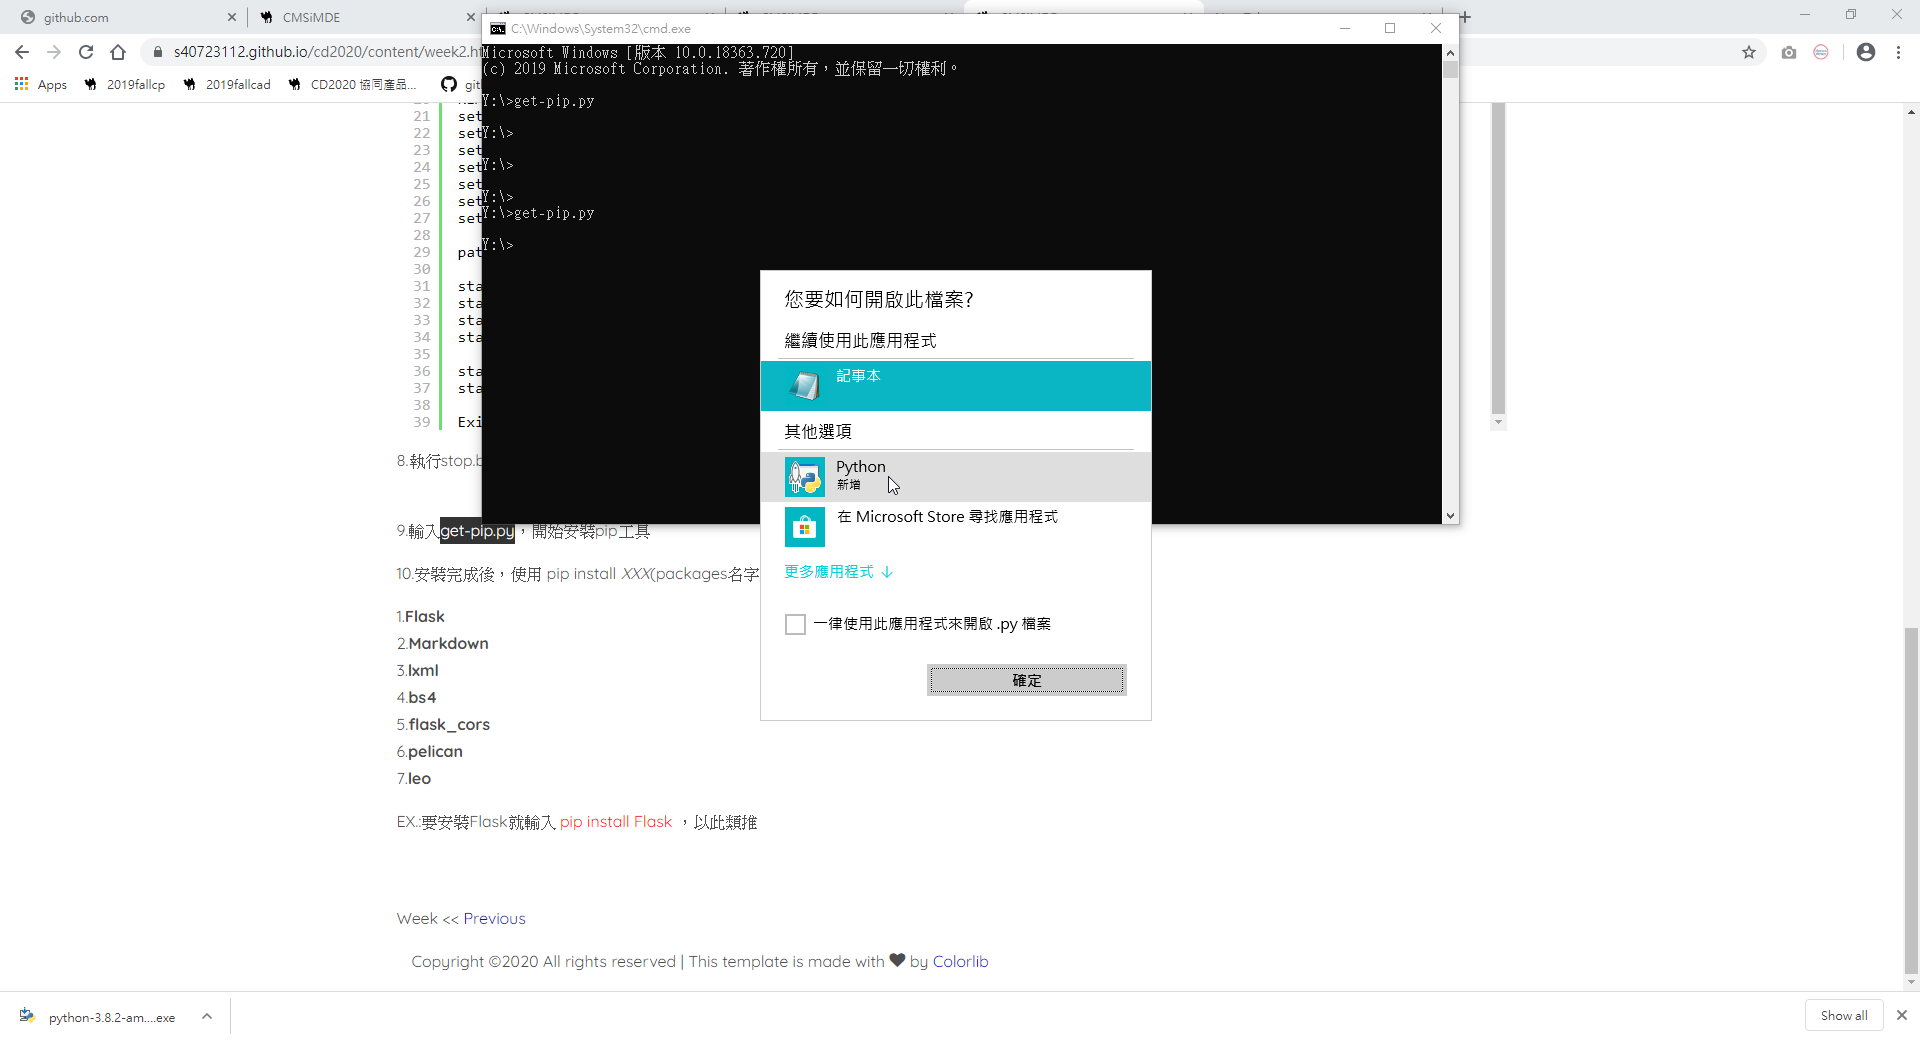 github.com
CMSiMDE
C:\Windows\System32\cmd.exe
s40723112.github.io/cd2020/content/week2.ht
Apps
2019fallcp
2019fallcad
CD2020 協同產品...
Microsoft Windows [版本 10.0.18363.720]
(c) 2019 Microsoft Corporation. 著作權所有，並保留一切權利。
Y:\>get-pip.py
Y:\>
Y:\>
Y:\>
Y:\>get-pip.py
Y:\>
21 set
22 set
23 set
24 set
25 set
26 set
27 set
28
29 pat
30
31 sta
32 sta
33 sta
34 sta
35
36 sta
37 sta
38
39 Exi
您要如何開啟此檔案?
繼續使用此應用程式
記事本
其他選項
Python
新增
在 Microsoft Store 尋找應用程式
更多應用程式
一律使用此應用程式來開啟 .py 檔案
確定
8.執行stop.b
9.輸入get-pip.py，開始安裝pip工具
10.安裝完成後，使用 pip install XXX(packages名字
1.Flask
2.Markdown
3.lxml
4.bs4
5.flask_cors
6.pelican
7.leo
EX.:要安裝Flask就輸入 pip install Flask ，以此類推
Week << Previous
Copyright ©2020 All rights reserved | This template is made with ❤ by Colorlib
python-3.8.2-am....exe
Show all